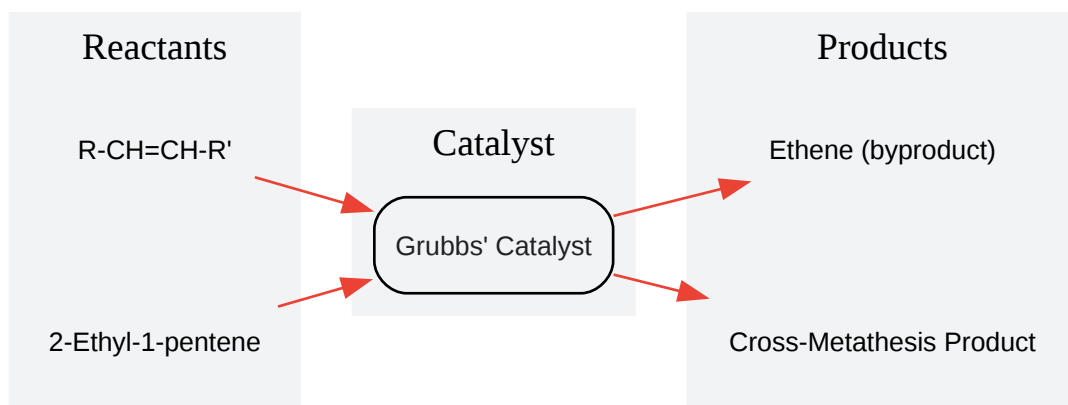 Reactants
R-CH=CH-R'
2-Ethyl-1-pentene
Catalyst
Grubbs' Catalyst
Products
Ethene (byproduct)
Cross-Metathesis Product